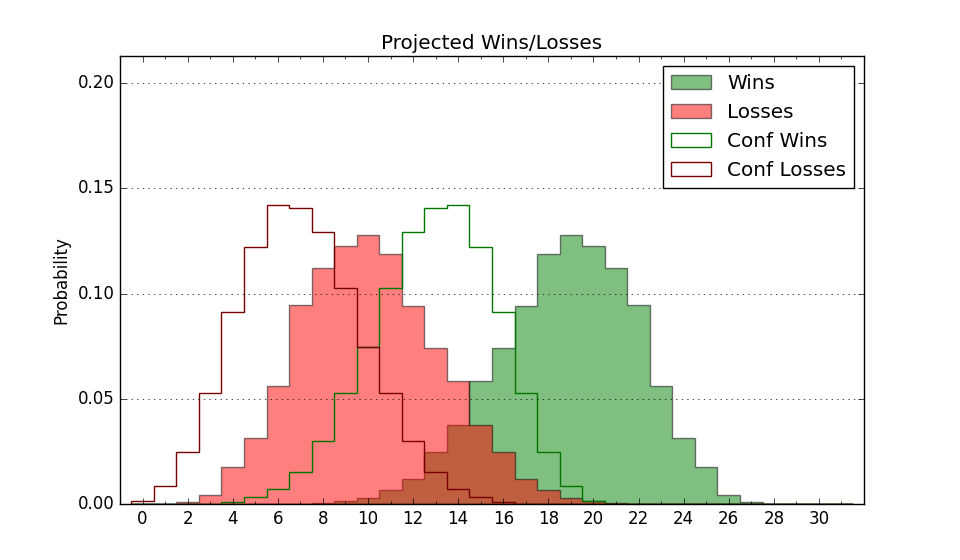 Projected Wins/Losses
Wins
Losses
Conf Wins
Conf Losses
Probability
0.20
0.15
0.10
0.05
0.00
0 2 4 6 8 10 12 14 16 18 20 22 24 26 28 30